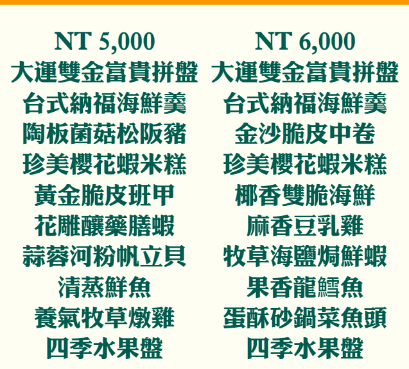 NT 5,000
大運雙金富貴拼盤
台式納福海鮮羹
陶板菌菇松阪豬
珍美櫻花蝦米糕
黃金脆皮班甲
花雕釀藥膳蝦
蒜蓉河粉帆立貝
清蒸鮮魚
養氣牧草燉雞
四季水果盤
NT 6,000
大運雙金富貴拼盤
台式納福海鮮羹
金沙脆皮中卷
珍美櫻花蝦米糕
椰香雙脆海鮮
麻香豆乳雞
牧草海鹽焗鮮蝦
果香龍鱈魚
蛋酥砂鍋菜魚頭
四季水果盤